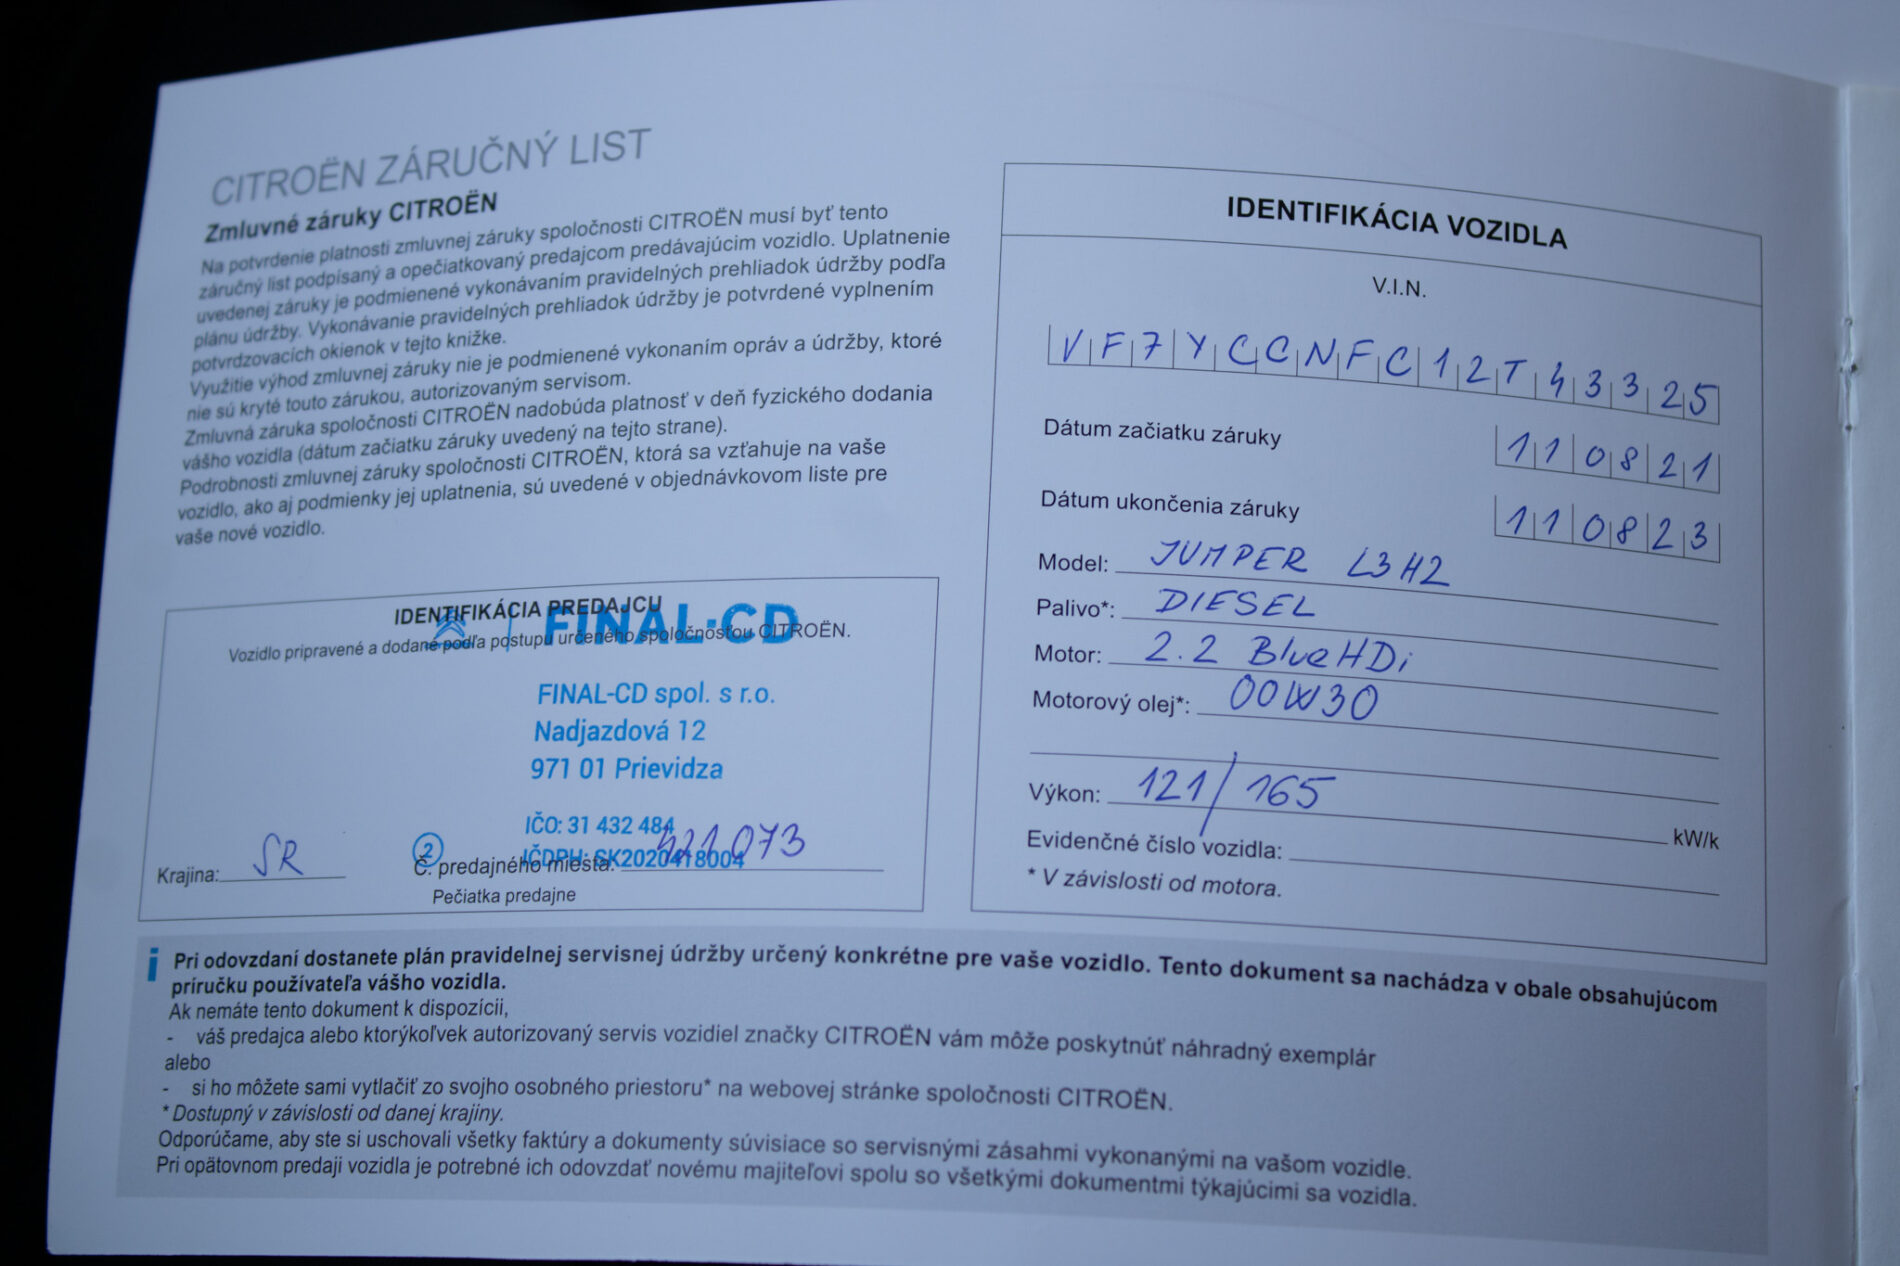 CITROËN ZÁRUČNÝ LIST
Zmluvné záruky CITROËN
Na potvrdenie platnosti zmluvnej záruky spoločnosti CITROËN musí byť tento
záručný list podpísaný a opečiatkovaný predajcom predávajúcim vozidlo. Uplatnenie
uvedenej záruky je podmienené vykonávaním pravidelných prehliadok údržby podľa
plánu údržby. Vykonávanie pravidelných prehliadok údržby je potvrdené vyplnením
potvrdzovacích okienok v tejto knižke.
Využitie výhod zmluvnej záruky nie je podmienené vykonaním opráv a údržby, ktoré
nie sú kryté touto zárukou, autorizovaným servisom.
Zmluvná záruka spoločnosti CITROËN nadobúda platnosť v deň fyzického dodania
vášho vozidla (dátum začiatku záruky uvedený na tejto strane).
Podrobnosti zmluvnej záruky spoločnosti CITROËN, ktorá sa vzťahuje na vaše
vozidlo, ako aj podmienky jej uplatnenia, sú uvedené v objednávkovom liste pre
vaše nové vozidlo.
IDENTIFIKÁCIA PREDAJCU
FINAL-CD
Vozidlo pripravené a dodané podľa postupu určeného spoločnosťou CITROËN.
FINAL-CD spol. s r.o.
Nadjazdová 12
971 01 Prievidza
IČO: 31 432 484
IČDPH: SK2020418004
2
Krajina: SR
Č. predajného miesta: 421073
Pečiatka predajne
IDENTIFIKÁCIA VOZIDLA
V.I.N.
VF7YCCNFC12T43325
Dátum začiatku záruky 110821
Dátum ukončenia záruky 110823
Model: JUMPER L3H2
Palivo*: DIESEL
Motor: 2.2 BlueHDi
Motorový olej*: 00W30
Výkon: 121/165 kW/k
Evidenčné číslo vozidla:
* V závislosti od motora.
i
Pri odovzdaní dostanete plán pravidelnej servisnej údržby určený konkrétne pre vaše vozidlo. Tento dokument sa nachádza v obale obsahujúcom
príručku používateľa vášho vozidla.
Ak nemáte tento dokument k dispozícii,
- váš predajca alebo ktorýkoľvek autorizovaný servis vozidiel značky CITROËN vám môže poskytnúť náhradný exemplár
alebo
- si ho môžete sami vytlačiť zo svojho osobného priestoru* na webovej stránke spoločnosti CITROËN.
* Dostupný v závislosti od danej krajiny.
Odporúčame, aby ste si uschovali všetky faktúry a dokumenty súvisiace so servisnými zásahmi vykonanými na vašom vozidle.
Pri opätovnom predaji vozidla je potrebné ich odovzdať novému majiteľovi spolu so všetkými dokumentmi týkajúcimi sa vozidla.